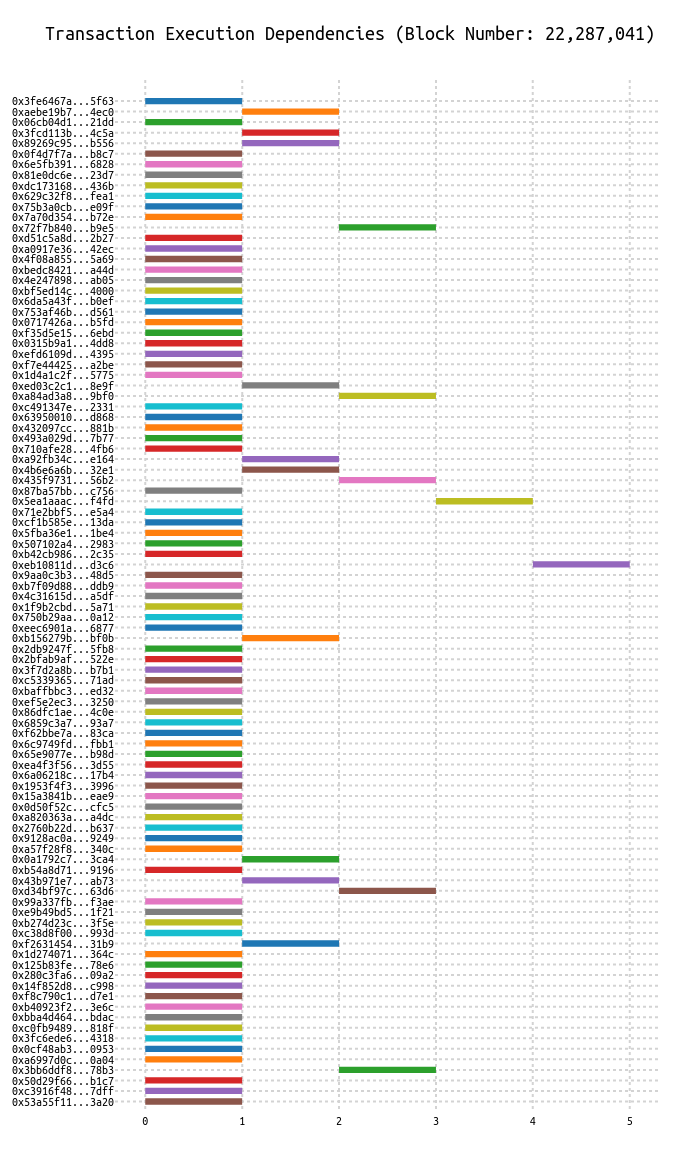 Transaction Execution Dependencies (Block Number: 22,287,041)
0x3fe6467a...5f63
0xaebe19b7...4ec0
0x06cb04d1...21dd
0x3fcd113b...4c5a
0x89269c95...b556
0x0f4d7f7a...b8c7
0x6e5fb391...6828
0x81e0dc6e...23d7
0xdc173168...436b
0x629c32f8...fea1
0x75b3a0cb...e09f
0x7a70d354...b72e
0x72f7b840...b9e5
0xd51c5a8d...2b27
0xa0917e36...42ec
0x4f08a855...5a69
0xbedc8421...a44d
0x4e247898...ab05
0xbf5ed14c...4000
0x6da5a43f...b0ef
0x753af46b...d561
0x0717426a...b5fd
0xf35d5e15...6ebd
0x0315b9a1...4dd8
0xefd6109d...4395
0xf7e44425...a2be
0x1d4a1c2f...5775
0xed03c2c1...8e9f
0xa84ad3a8...9bf0
0xc491347e...2331
0x63950010...d868
0x432097cc...881b
0x493a029d...7b77
0x710afe28...4fb6
0xa92fb34c...e164
0x4b6e6a6b...32e1
0x435f9731...56b2
0x87ba57bb...c756
0x5ea1aaac...f4fd
0x71e2bbf5...e5a4
0xcf1b585e...13da
0x5fba36e1...1be4
0x507102a4...2983
0xb42cb986...2c35
0xeb10811d...d3c6
0x9aa0c3b3...48d5
0xb7f09d88...ddb9
0x4c31615d...a5df
0x1f9b2cbd...5a71
0x750b29aa...0a12
0xeec6901a...6877
0xb156279b...bf0b
0x2db9247f...5fb8
0x2bfab9af...522e
0x3f7d2a8b...b7b1
0xc5339365...71ad
0xbaffbbc3...ed32
0xef5e2ec3...3250
0x86dfc1ae...4c0e
0x6859c3a7...93a7
0xf62bbe7a...83ca
0x6c9749fd...fbb1
0x65e9077e...b98d
0xea4f3f56...3d55
0x6a06218c...17b4
0x1953f4f3...3996
0x15a3841b...eae9
0x0d50f52c...cfc5
0xa820363a...a4dc
0x2760b22d...b637
0x9128ac0a...9249
0xa57f28f8...340c
0x0a1792c7...3ca4
0xb54a8d71...9196
0x43b971e7...ab73
0xd34bf97c...63d6
0x99a337fb...f3ae
0xe9b49bd5...1f21
0xb274d23c...3f5e
0xc38d8f00...993d
0xf2631454...31b9
0x1d274071...364c
0x125b83fe...78e6
0x280c3fa6...09a2
0x14f852d8...c998
0xf8c790c1...d7e1
0xb40923f2...3e6c
0xbba4d464...bdac
0xc0fb9489...818f
0x3fc6ede6...4318
0x0cf48ab3...0953
0xa6997d0c...0a04
0x3bb6ddf8...78b3
0x50d29f66...b1c7
0xc3916f48...7dff
0x53a55f11...3a20
0 1 2 3 4 5